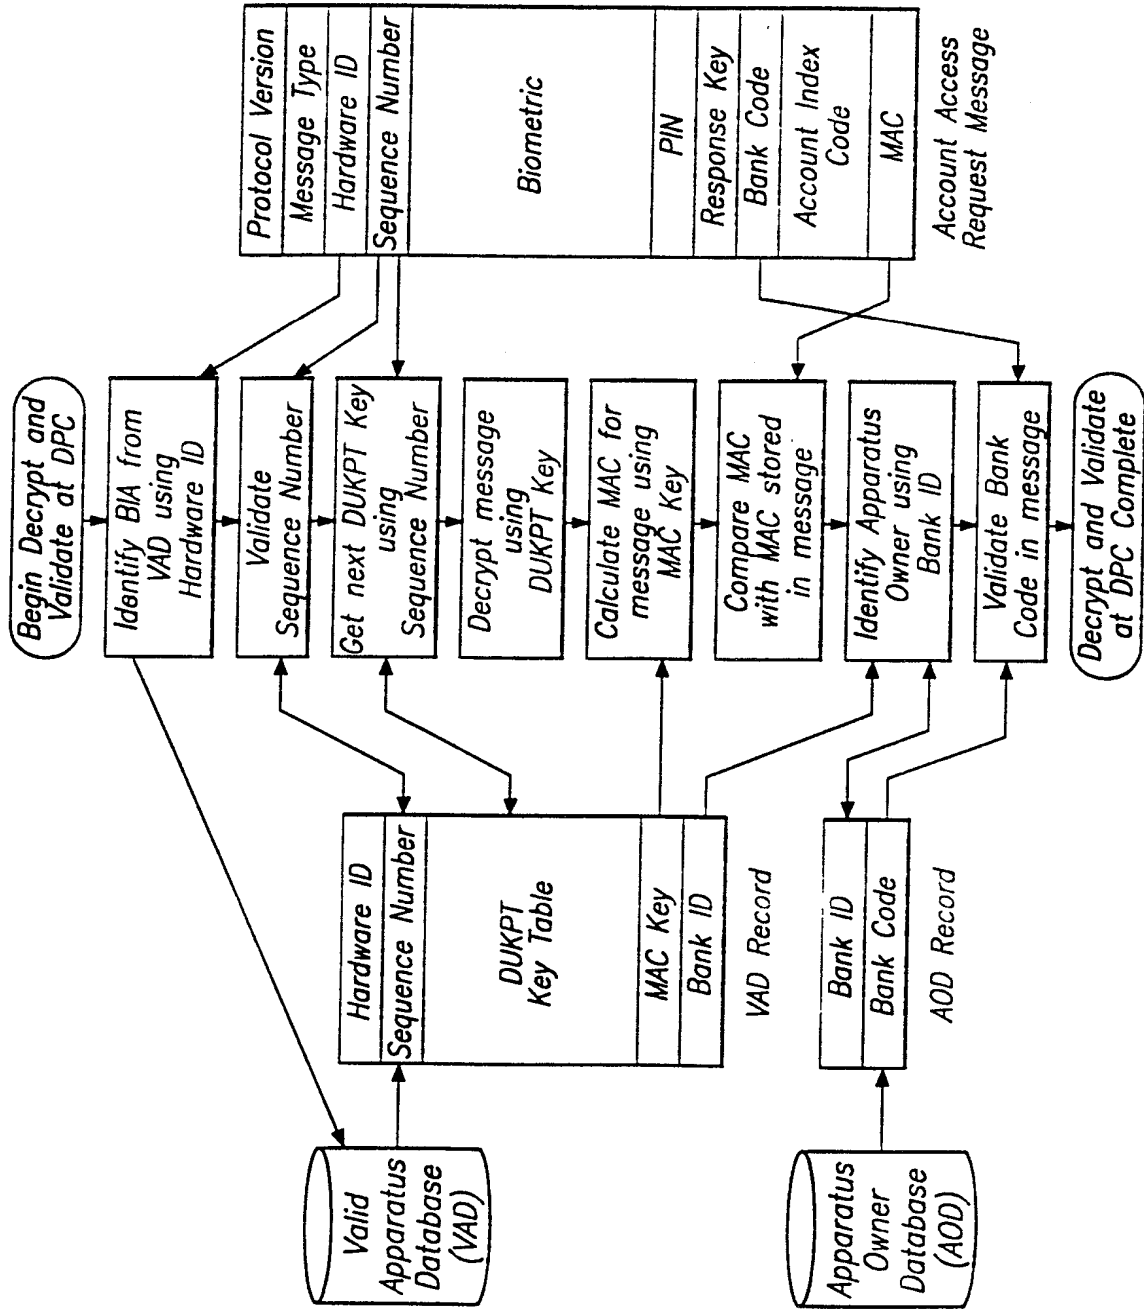 Begin Decrypt and
Validate at DPC
Identify BIA from
VAD using
Hardware ID
Validate
Sequence Number
Get next DUKPT Key
using
Sequence Number
Decrypt message
using
DUKPT Key
Calculate MAC for
message using
MAC Key
Compare MAC
with MAC stored
in message
Identify Apparatus
Owner using
Bank ID
Validate Bank
Code in message
Decrypt and Validate
at DPC Complete
Protocol Version
Message Type
Hardware ID
Sequence Number
Biometric
PIN
Response Key
Bank Code
Account Index
Code
MAC
Account Access
Request Message
Hardware ID
Sequence Number
DUKPT
Key Table
MAC Key
Bank ID
VAD Record
Bank ID
Bank Code
AOD Record
Valid
Apparatus
Database
(VAD)
Apparatus
Owner
Database
(AOD)